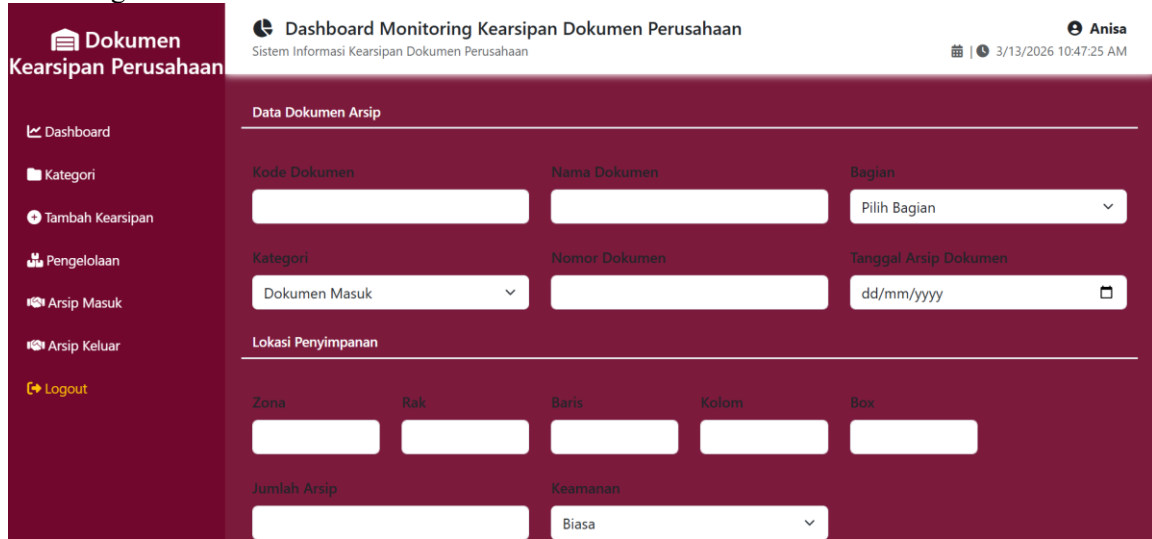 Dokumen
Kearsipan Perusahaan
Dashboard
Kategori
Tambah Kearsipan
Pengelolaan
Arsip Masuk
Arsip Keluar
Logout
Dashboard Monitoring Kearsipan Dokumen Perusahaan
Sistem Informasi Kearsipan Dokumen Perusahaan
Anisa
| 3/13/2026 10:47:25 AM
Data Dokumen Arsip
Kode Dokumen Nama Dokumen Bagian
Pilih Bagian
Kategori Nomor Dokumen Tanggal Arsip Dokumen
Dokumen Masuk dd/mm/yyyy
Lokasi Penyimpanan
Zona Rak Baris Kolom Box
Jumlah Arsip Keamanan
Biasa